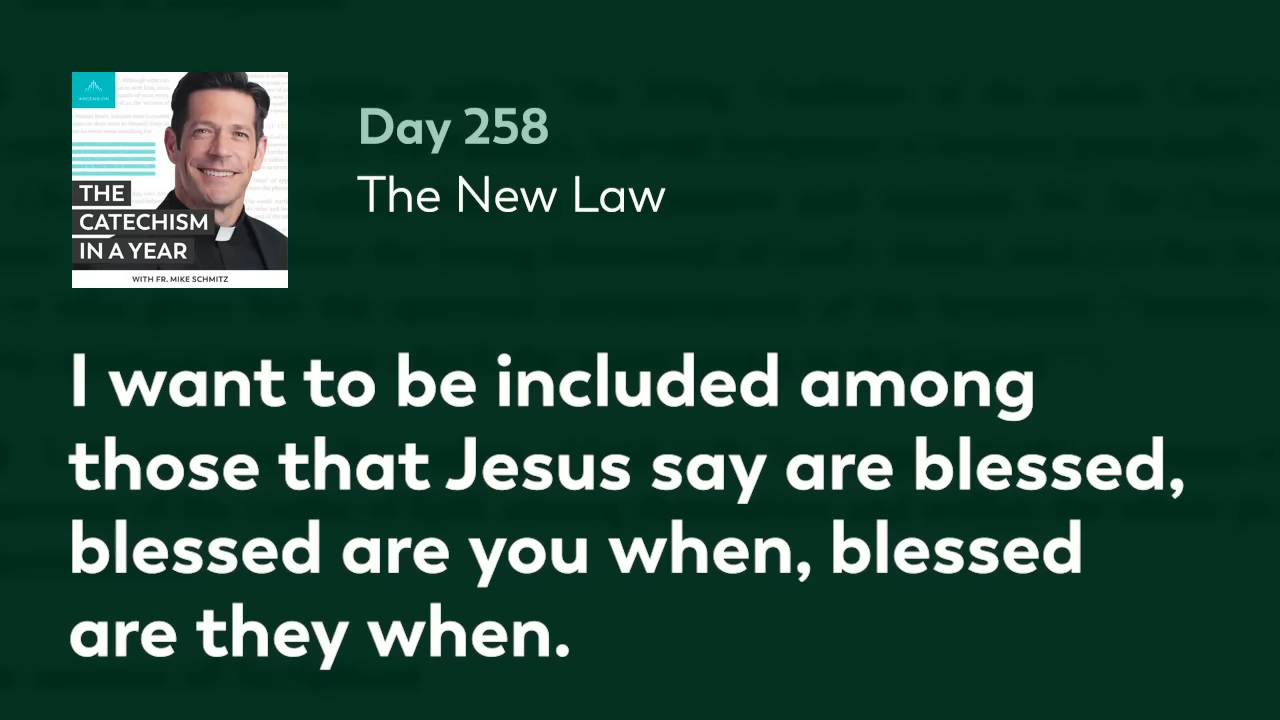 ASCENSION
THE
CATECHISM
IN A YEAR
WITH FR. MIKE SCHMITZ
Day 258
The New Law
I want to be included among
those that Jesus say are blessed,
blessed are you when, blessed
are they when.